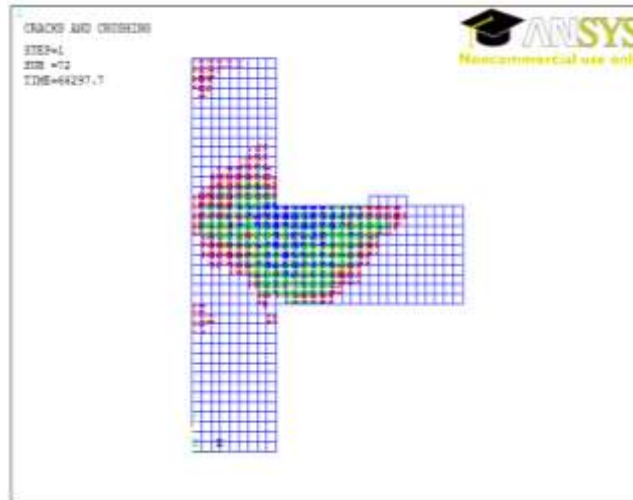 CRACKS AND CRUSHING
STEP=1
SUB =72
TIME=66297.7
ANSYS
Noncommercial use only